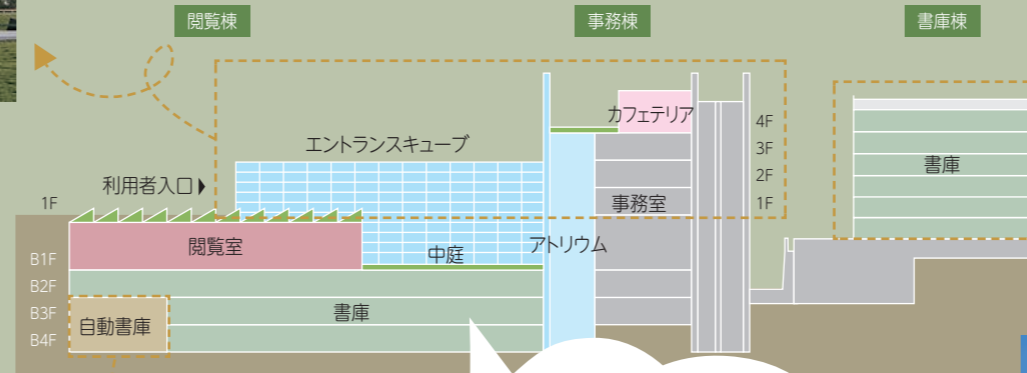 閲覧棟
事務棟
書庫棟
カフェテリア
4F
エントランスキューブ
3F
書庫
2F
利用者入口
事務室
1F
1F
閲覧室
中庭
アトリウム
B1F
B2F
書庫
B3F
自動書庫
B4F